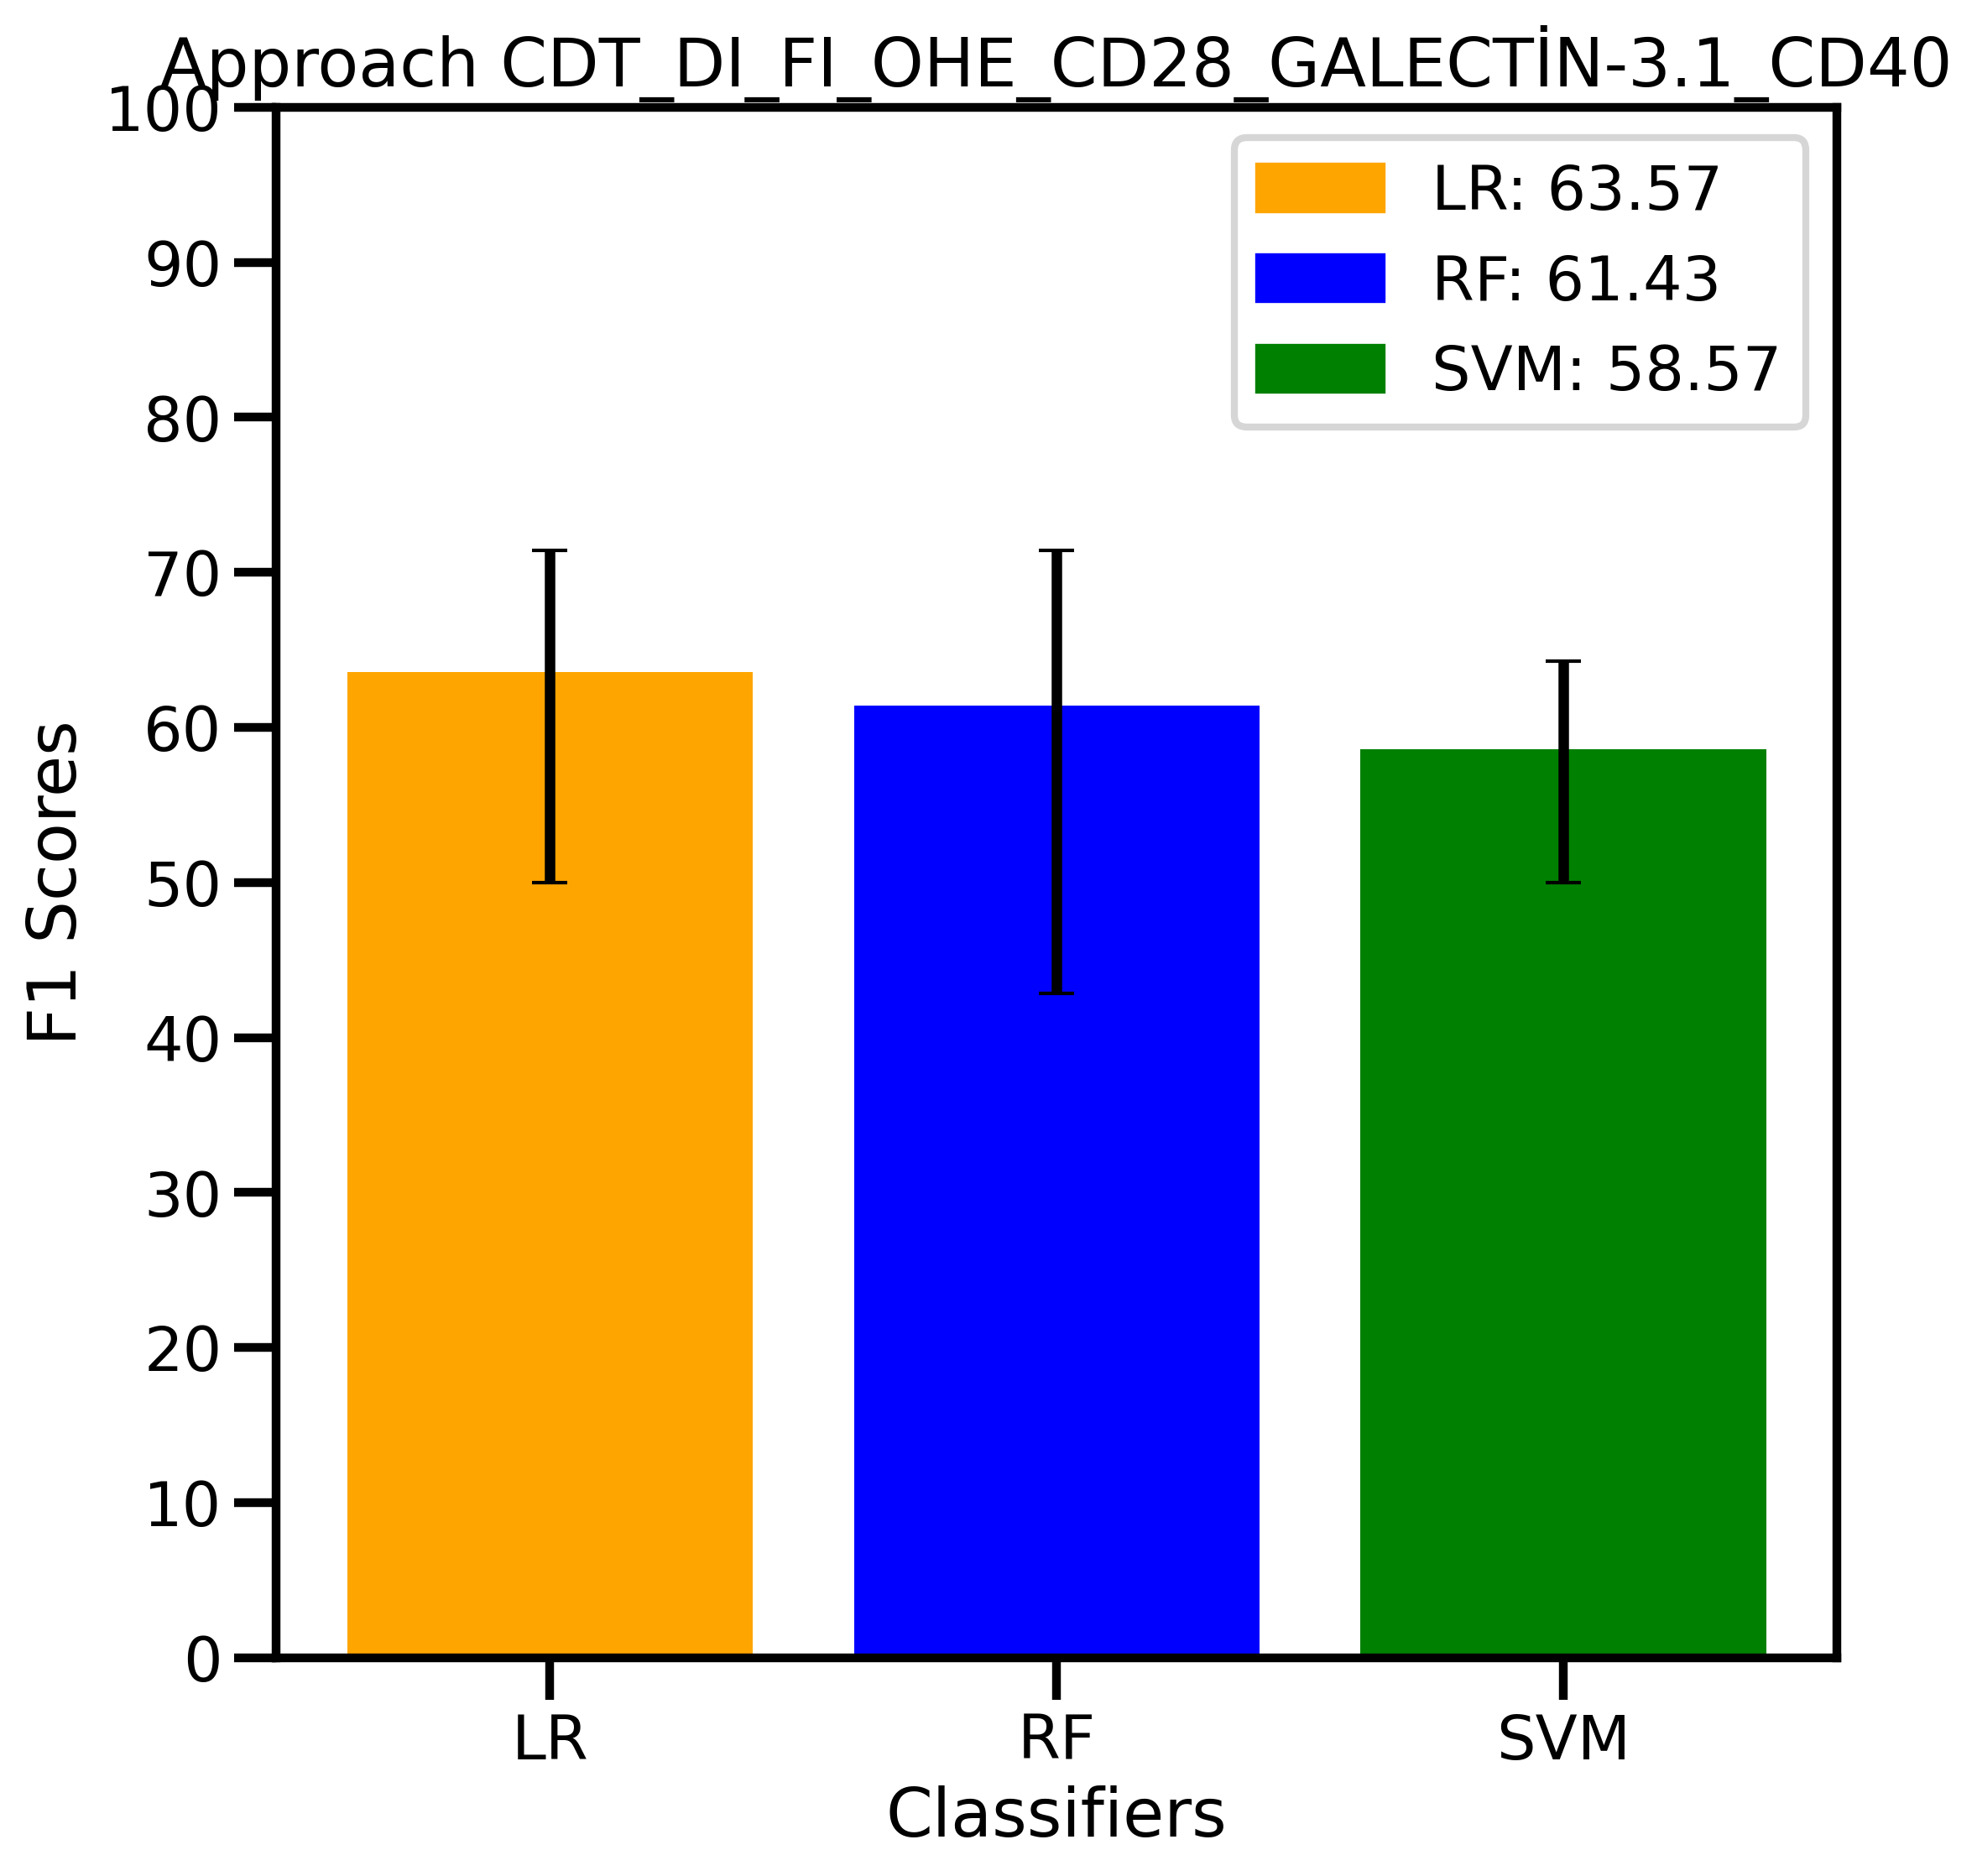 Approach CDT_DI_FI_OHE_CD28_GALECTİN-3.1_CD40
100
90
80
70
60
50
40
30
20
10
0
F1 Scores
LR: 63.57
RF: 61.43
SVM: 58.57
LR
RF
SVM
Classifiers